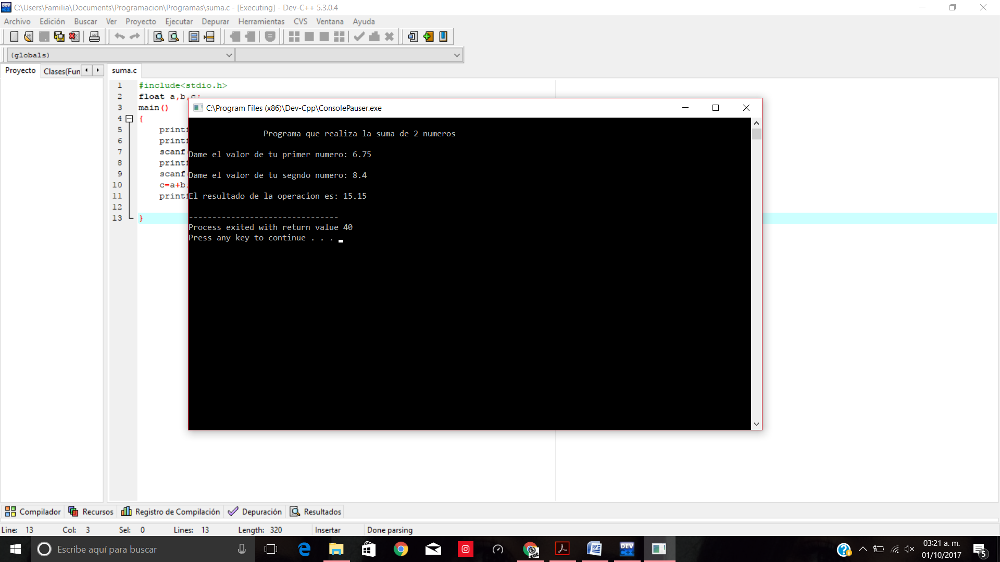 C:\Users\Familia\Documents\Programacion\Programas\suma.c - [Executing] - Dev-C++ 5.3.0.4
Archivo Edición Buscar Ver Proyecto Ejecutar Depurar Herramientas CVS Ventana Ayuda
(globals)
Proyecto Clases(Fun suma.c
1 #include<stdio.h>
2 float a,b,c;
3 main()
4 {
5 printf
6 printf
7 scanf
8 printf
9 scanf
10 c=a+b
11 printf
12
13 }
C:\Program Files (x86)\Dev-Cpp\ConsolePauser.exe
Programa que realiza la suma de 2 numeros
Dame el valor de tu primer numero: 6.75
Dame el valor de tu segndo numero: 8.4
El resultado de la operacion es: 15.15
--------------------------------
Process exited with return value 40
Press any key to continue . . .
Compilador Recursos Registro de Compilación Depuración Resultados
Line: 13 Col: 3 Sel: 0 Lines: 13 Length: 320 Insertar Done parsing
Escribe aquí para buscar
DEV
03:21 a. m.
01/10/2017
5